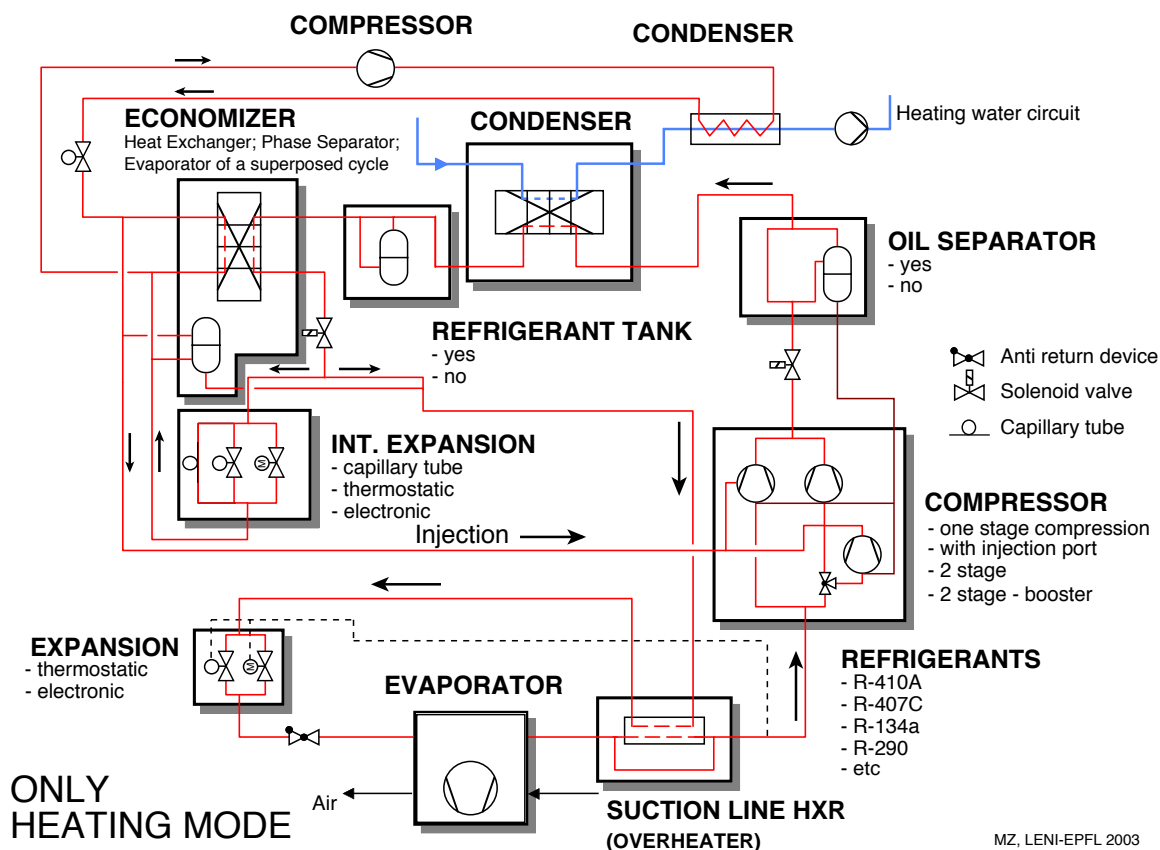 COMPRESSOR
CONDENSER
Heating water circuit
ECONOMIZER
Heat Exchanger; Phase Separator;
Evaporator of a superposed cycle
CONDENSER
OIL SEPARATOR
- yes
- no
REFRIGERANT TANK
- yes
- no
Anti return device
Solenoid valve
Capillary tube
INT. EXPANSION
- capillary tube
- thermostatic
- electronic
M
Injection
COMPRESSOR
- one stage compression
- with injection port
- 2 stage
- 2 stage - booster
EXPANSION
- thermostatic
- electronic
M
EVAPORATOR
REFRIGERANTS
- R-410A
- R-407C
- R-134a
- R-290
- etc
Air
SUCTION LINE HXR
(OVERHEATER)
ONLY
HEATING MODE
MZ, LENI-EPFL 2003